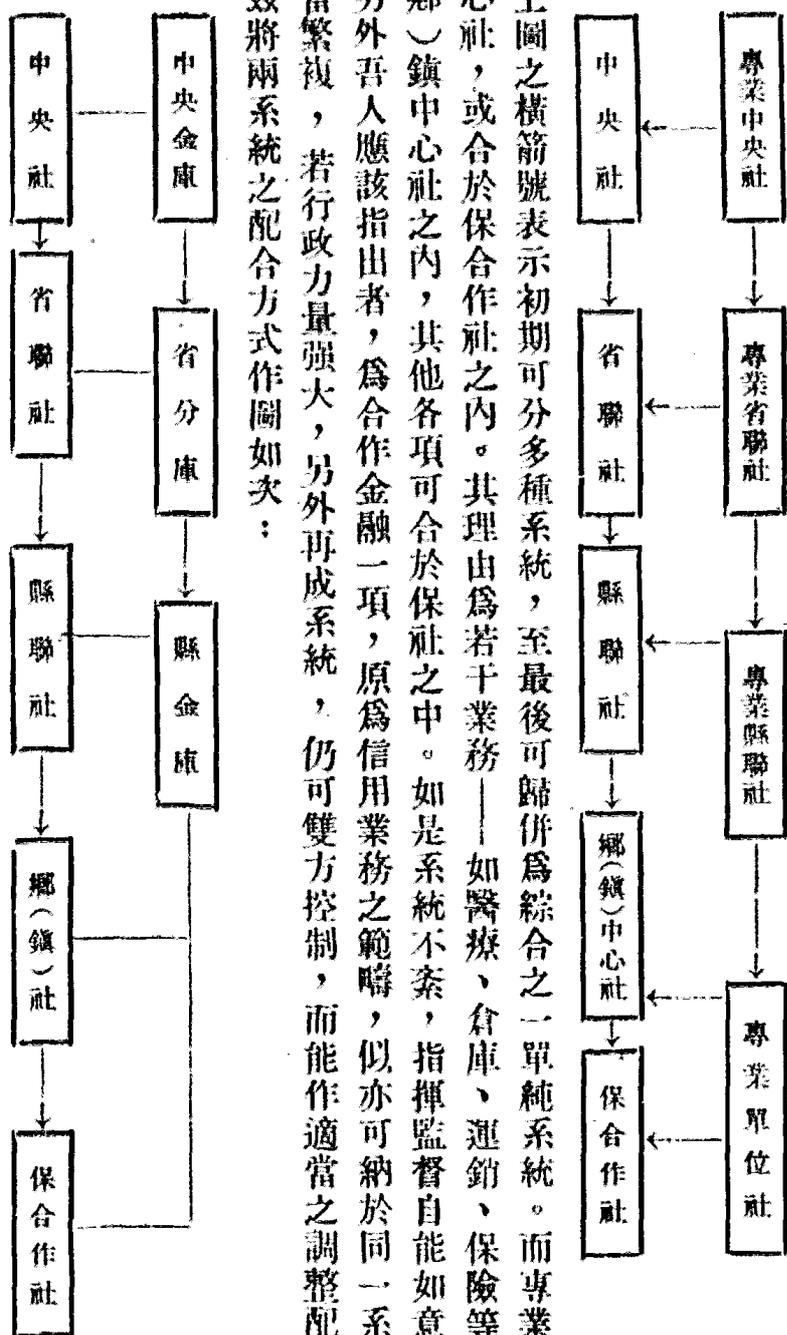 專業中央社
專業省聯社
專業縣聯社
專業單位社
中央社
省聯社
縣聯社
鄉(鎭)中心社
保合作社
上圖之橫箭號表示初期可分多種系統，至最後可歸併爲綜合之一單純系統。而專業
心社，或合於保合作社之內。其理由爲若干業務——如醫療、倉庫、運銷、保險等
鄉）鎭中心社之內，其他各項可合於保社之中。如是系統不紊，指揮監督自能如意
另外吾人應該指出者，爲合作金融一項，原爲信用業務之範疇，似亦可納於同一系
當繁複，若行政力量强大，另外再成系統，仍可雙方控制，而能作適當之調整配
玆將兩系統之配合方式作圖如次：
中央金庫
省分庫
縣金庫
中央社
省聯社
縣聯社
鄉(鎭)社
保合作社